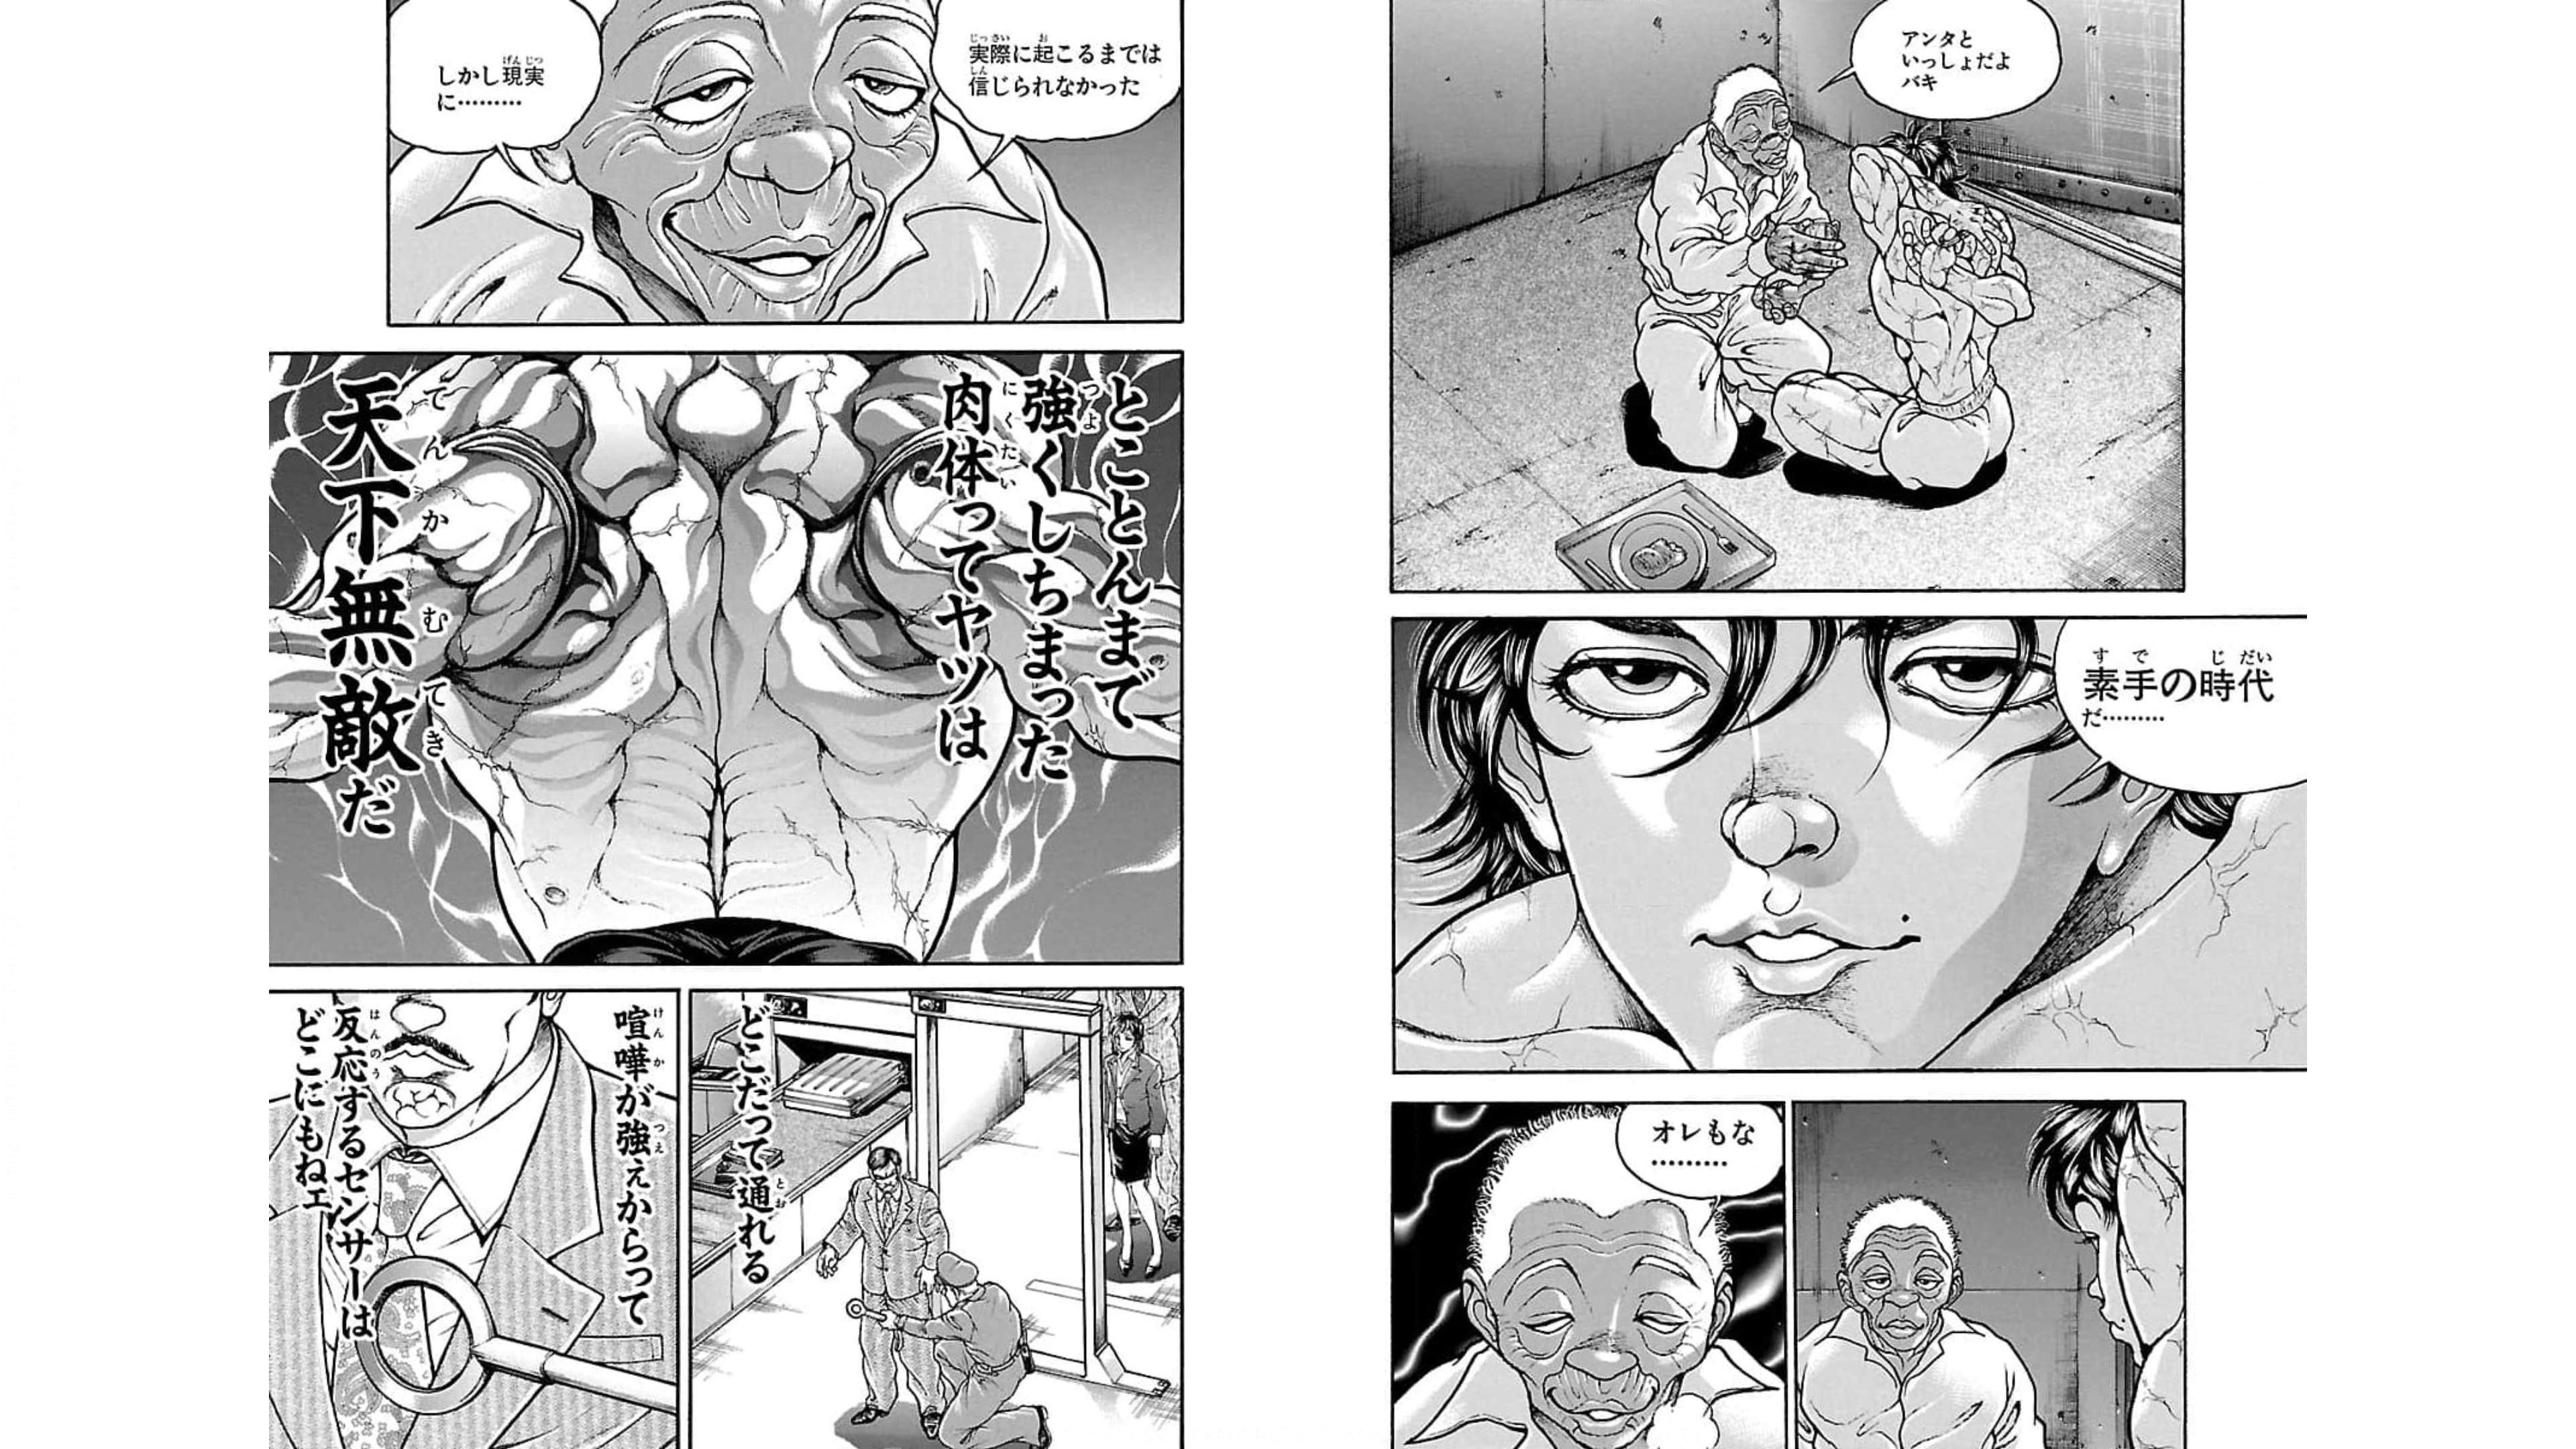 アンタと
いっしょだよ
バキ
素手の時代
だ………
オレもな
………
実際に起こるまでは
信じられなかった
しかし現実
に………
とことんまで
強くしちまった
肉体ってヤツは
天下無敵だ
どこだって通れる
喧嘩が強ぇからって
反応するセンサーは
どこにもねェ